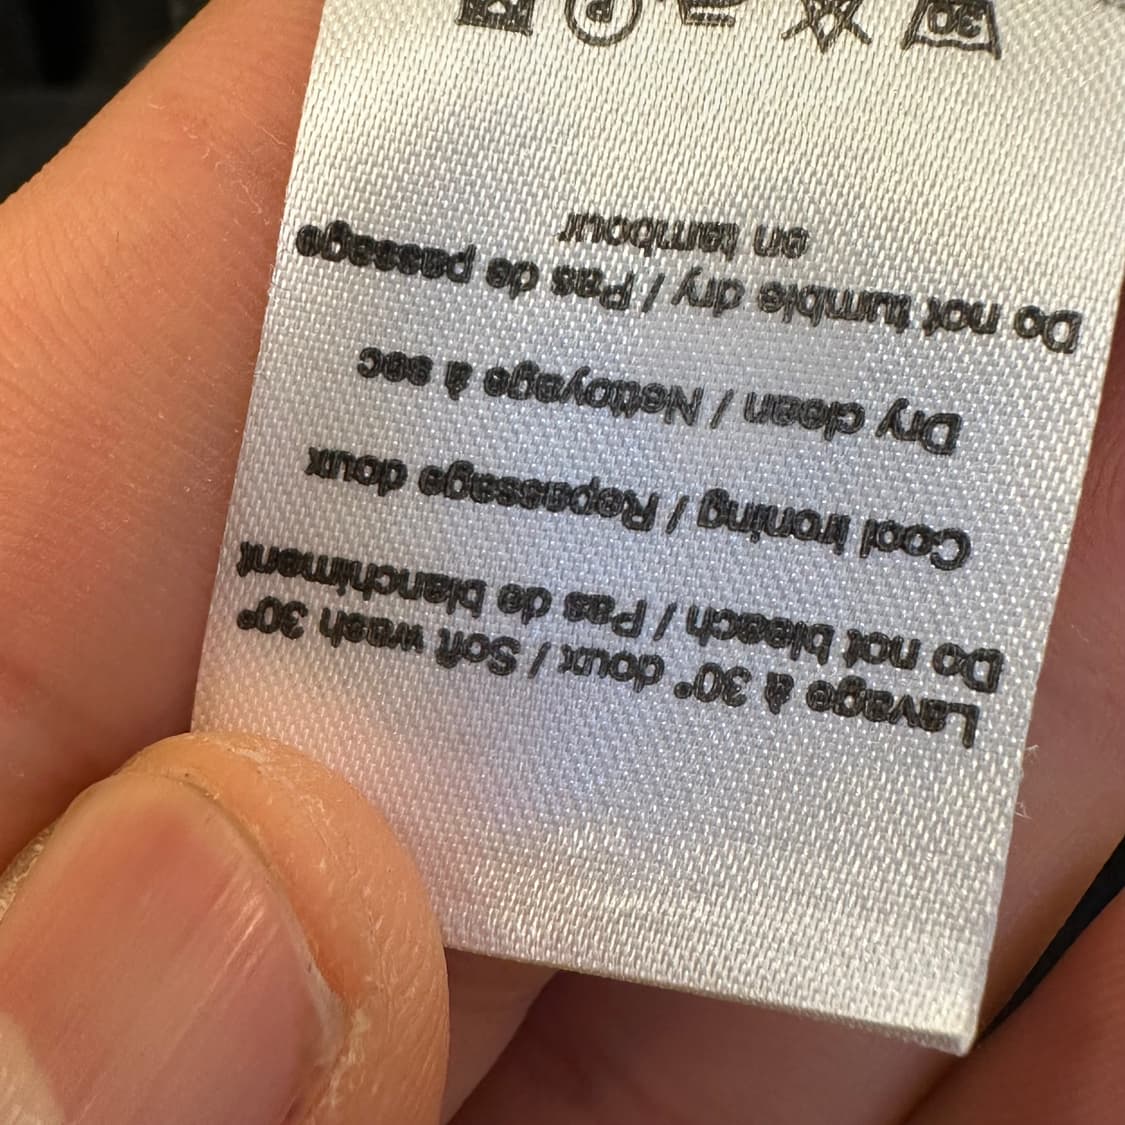 Lavage à 30° doux / Soft wash 30°
Do not bleach / Pas de blanchiment
Cool ironing / Repassage doux
Dry clean / Nettoyage à sec
Do not tumble dry / Pas de passage
en tambour
30 P